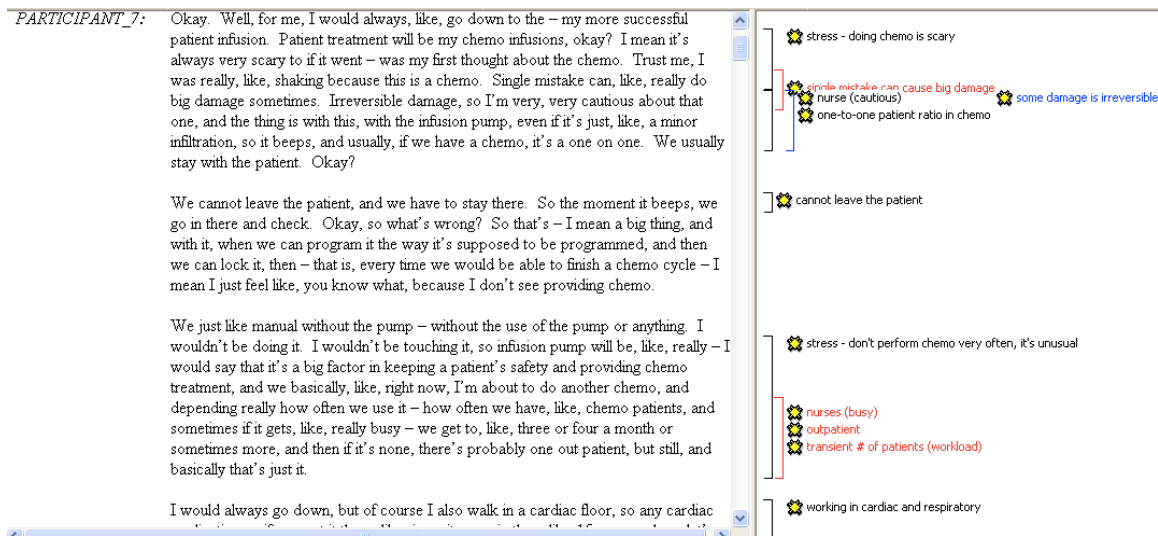 PARTICIPANT_7: Okay. Well, for me, I would always, like, go down to the – my more successful
patient infusion. Patient treatment will be my chemo infusions, okay? I mean it's
always very scary to if it went – was my first thought about the chemo. Trust me, I
was really, like, shaking because this is a chemo. Single mistake can, like, really do
big damage sometimes. Irreversible damage, so I'm very, very cautious about that
one, and the thing is with this, with the infusion pump, even if it's just, like, a minor
infiltration, so it beeps, and usually, if we have a chemo, it's a one on one. We usually
stay with the patient. Okay?
We cannot leave the patient, and we have to stay there. So the moment it beeps, we
go in there and check. Okay, so what's wrong? So that's – I mean a big thing, and
with it, when we can program it the way it's supposed to be programmed, and then
we can lock it, then – that is, every time we would be able to finish a chemo cycle – I
mean I just feel like, you know what, because I don't see providing chemo.
We just like manual without the pump – without the use of the pump or anything. I
wouldn't be doing it. I wouldn't be touching it, so infusion pump will be, like, really – I
would say that it's a big factor in keeping a patient's safety and providing chemo
treatment, and we basically, like, right now, I'm about to do another chemo, and
depending really how often we use it – how often we have, like, chemo patients, and
sometimes if it gets, like, really busy – we get to, like, three or four a month or
sometimes more, and then if it's none, there's probably one out patient, but still, and
basically that's just it.
I would always go down, but of course I also walk in a cardiac floor, so any cardiac
stress - doing chemo is scary
single mistake can cause big damage
nurse (cautious)
some damage is irreversible
one-to-one patient ratio in chemo
cannot leave the patient
stress - don't perform chemo very often, it's unusual
nurses (busy)
outpatient
transient # of patients (workload)
working in cardiac and respiratory